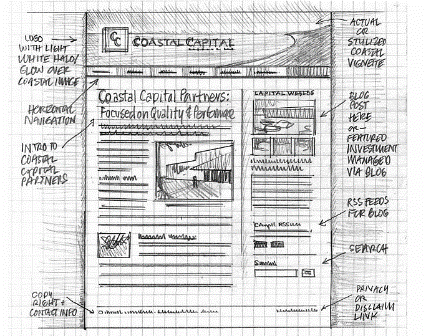 LOGO
WITH LIGHT
WHITE HALO/
GLOW OVER
COASTAL IMAGE
HORIZONTAL
NAVIGATION
INTRO TO
COASTAL
CAPITAL
PARTNERS
COPY
RIGHT +
CONTACT INFO
CC
COASTAL CAPITAL
Coastal Capital Partners:
Focused on Quality &
CAPITAL
ACTUAL
OR
STYLIZED
COASTAL
VIGNETTE
BLOG
POST
HERE
OR
FEATURED
INVESTMENT
MANAGED
VIA BLOG
RSS FEEDS
FOR BLOG
SEARCH
PRIVACY
OR
DISCLAIM
LINK